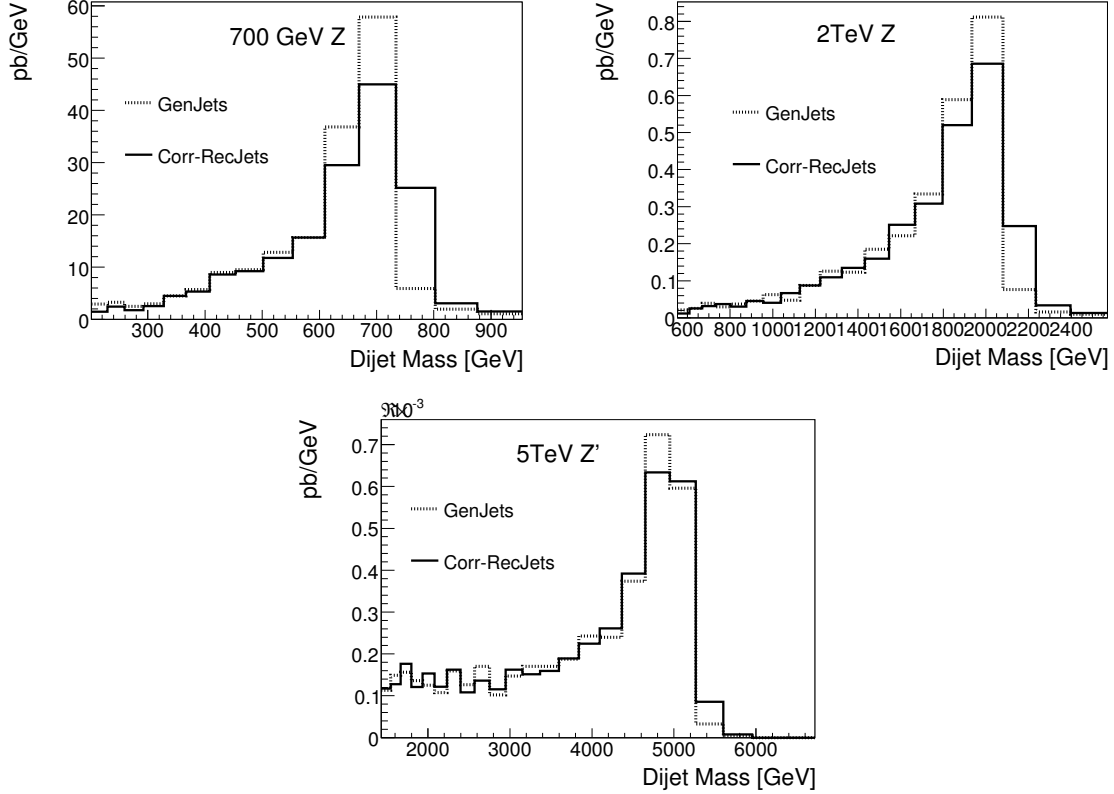 pb/GeV
700 GeV Z
GenJets
Corr-RecJets
60
50
40
30
20
10
0
300 400 500 600 700 800 900
Dijet Mass [GeV]
pb/GeV
2TeV Z
GenJets
Corr-RecJets
0.8
0.7
0.6
0.5
0.4
0.3
0.2
0.1
0
600 800 1000 1200 1400 1600 1800 2000 2200 2400
Dijet Mass [GeV]
10-3
pb/GeV
5TeV Z'
GenJets
Corr-RecJets
0.7
0.6
0.5
0.4
0.3
0.2
0.1
0
2000 3000 4000 5000 6000
Dijet Mass [GeV]